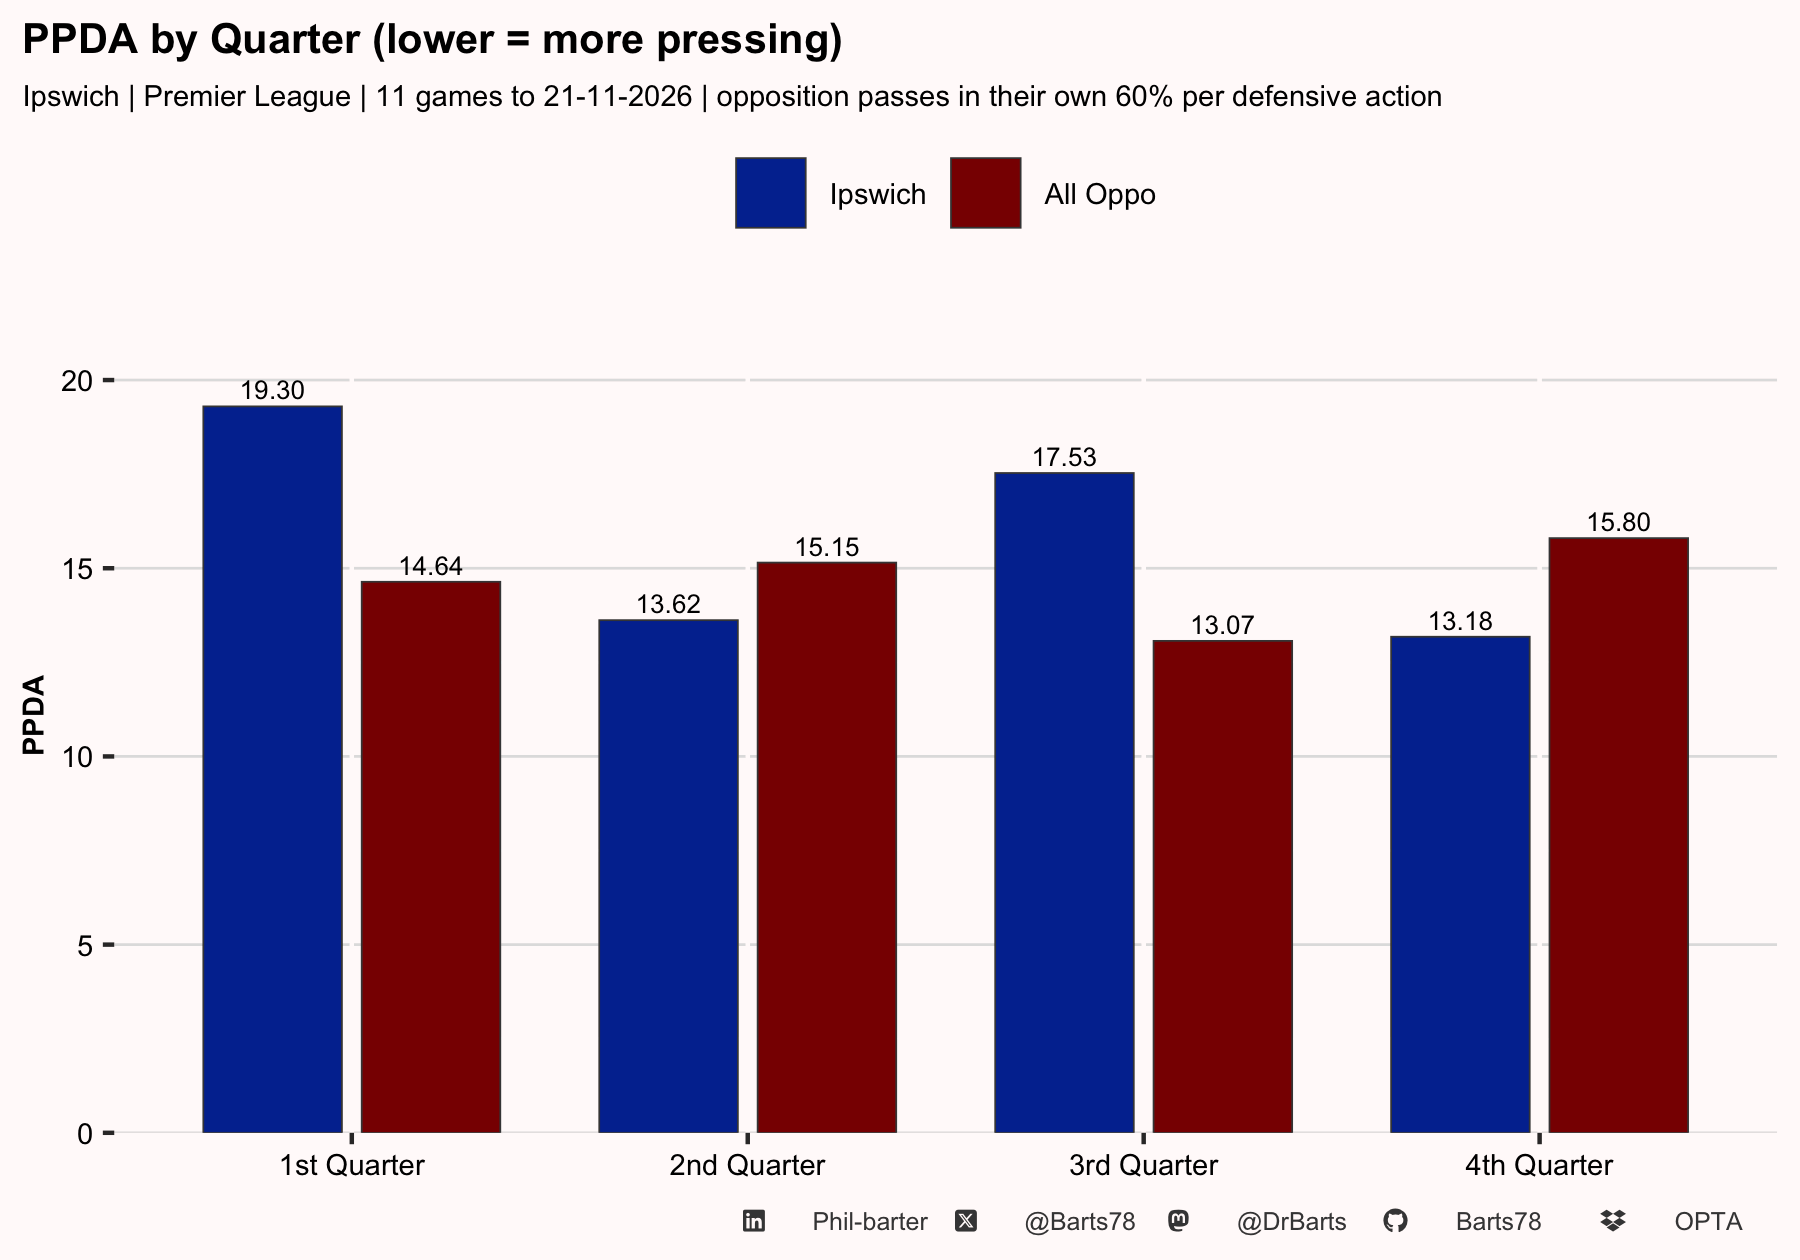 PPDA by Quarter (lower = more pressing)
Ipswich | Premier League | 11 games to 21-11-2026 | opposition passes in their own 60% per defensive action
Ipswich All Oppo
20
19.30
17.53
15.80
15
14.64
15.15
13.62
13.07
13.18
PPDA
10
5
0
1st Quarter 2nd Quarter 3rd Quarter 4th Quarter
Phil-barter @Barts78 @DrBarts Barts78 OPTA